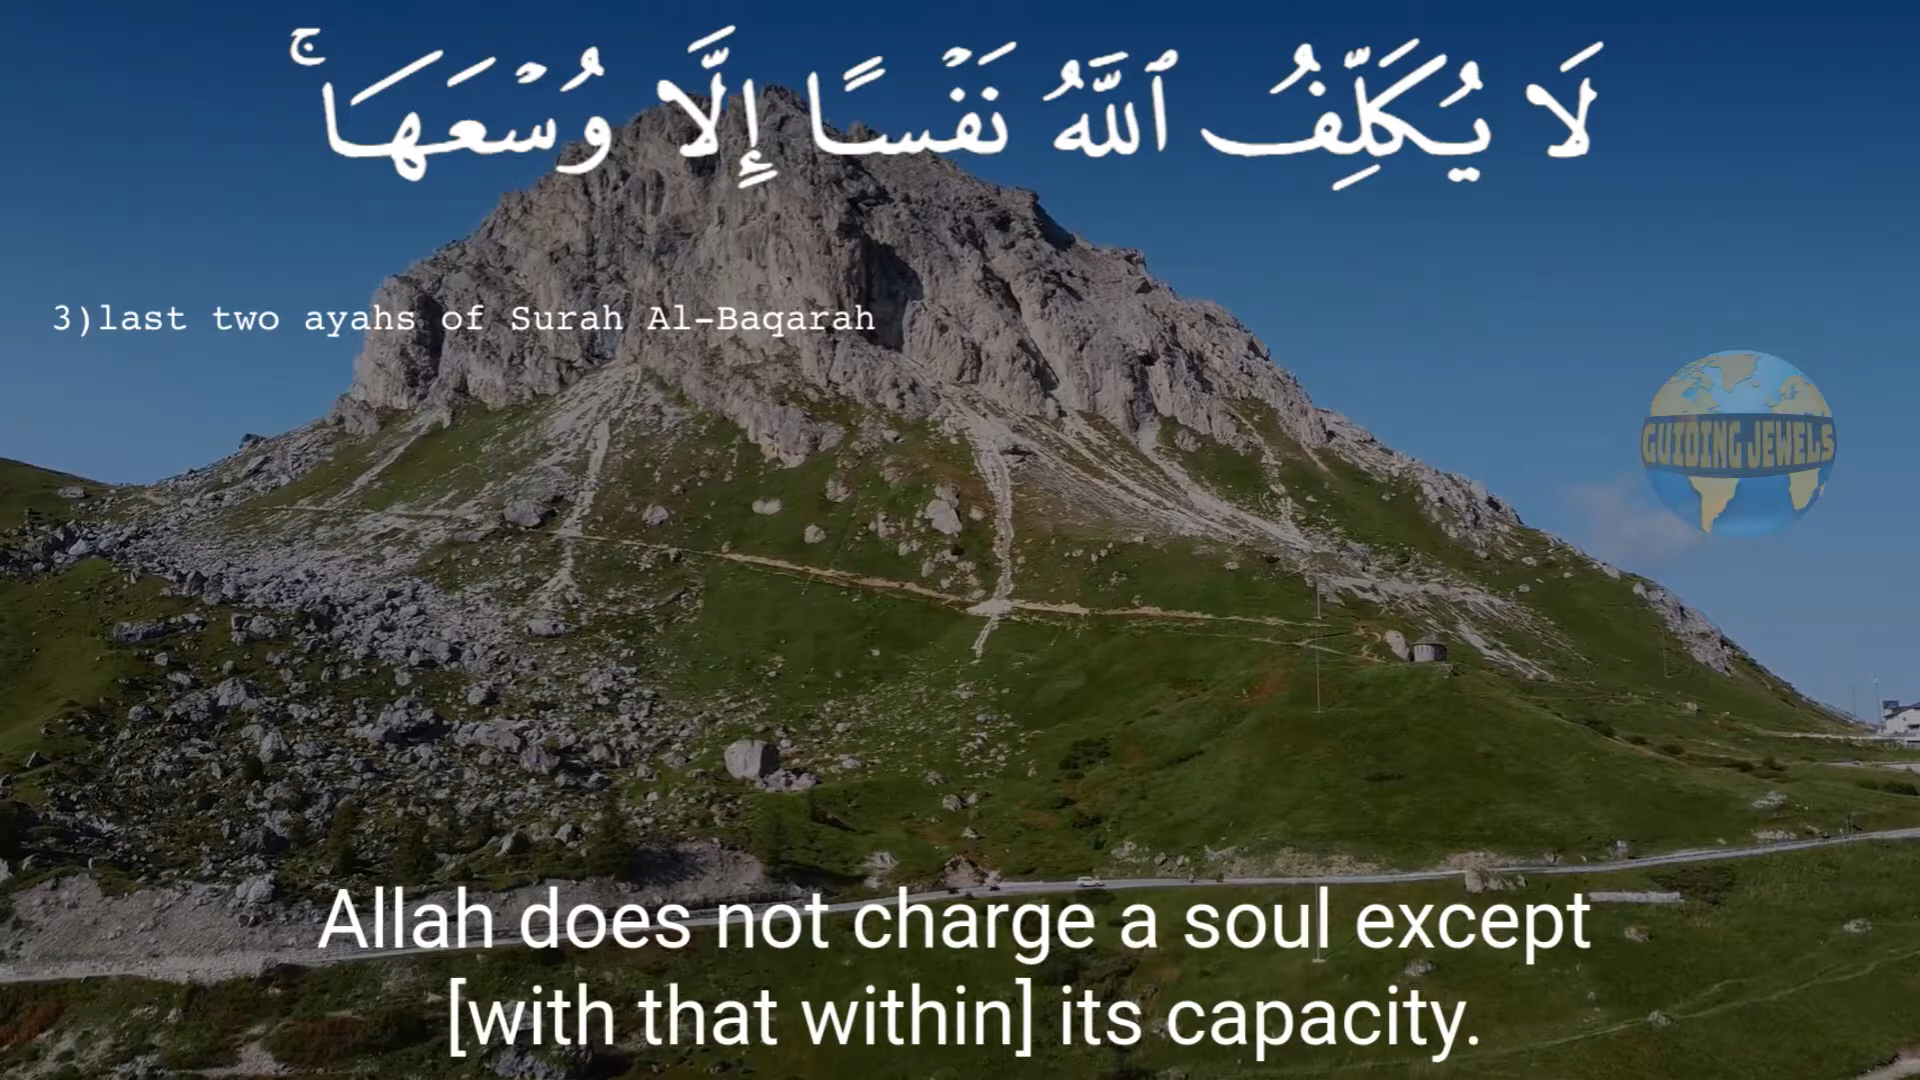 لَا يُكَلِّفُ ٱللَّهُ نَفْسًا إِلَّا وُسْعَهَا ۚ
3)last two ayahs of Surah Al-Baqarah
GUIDING JEWELS
Allah does not charge a soul except
[with that within] its capacity.